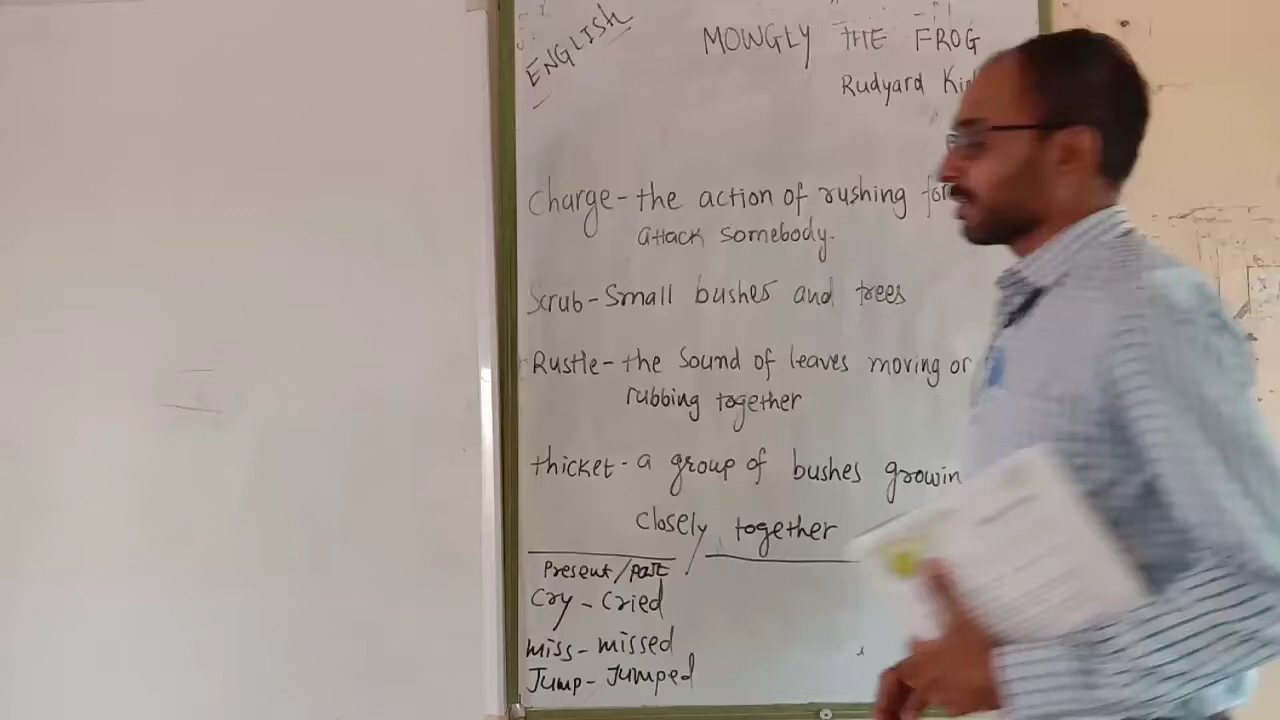 ENGLISH
MOWGLY THE FROG
Rudyard
Charge - the action of rushing
attack somebody.
Scrub - Small bushes and trees
Rustle - the Sound of leaves moving or
rubbing together
thicket - a group of bushes growin
closely together
Present / Past
Cry - Cried
miss - missed
Jump - Jumped